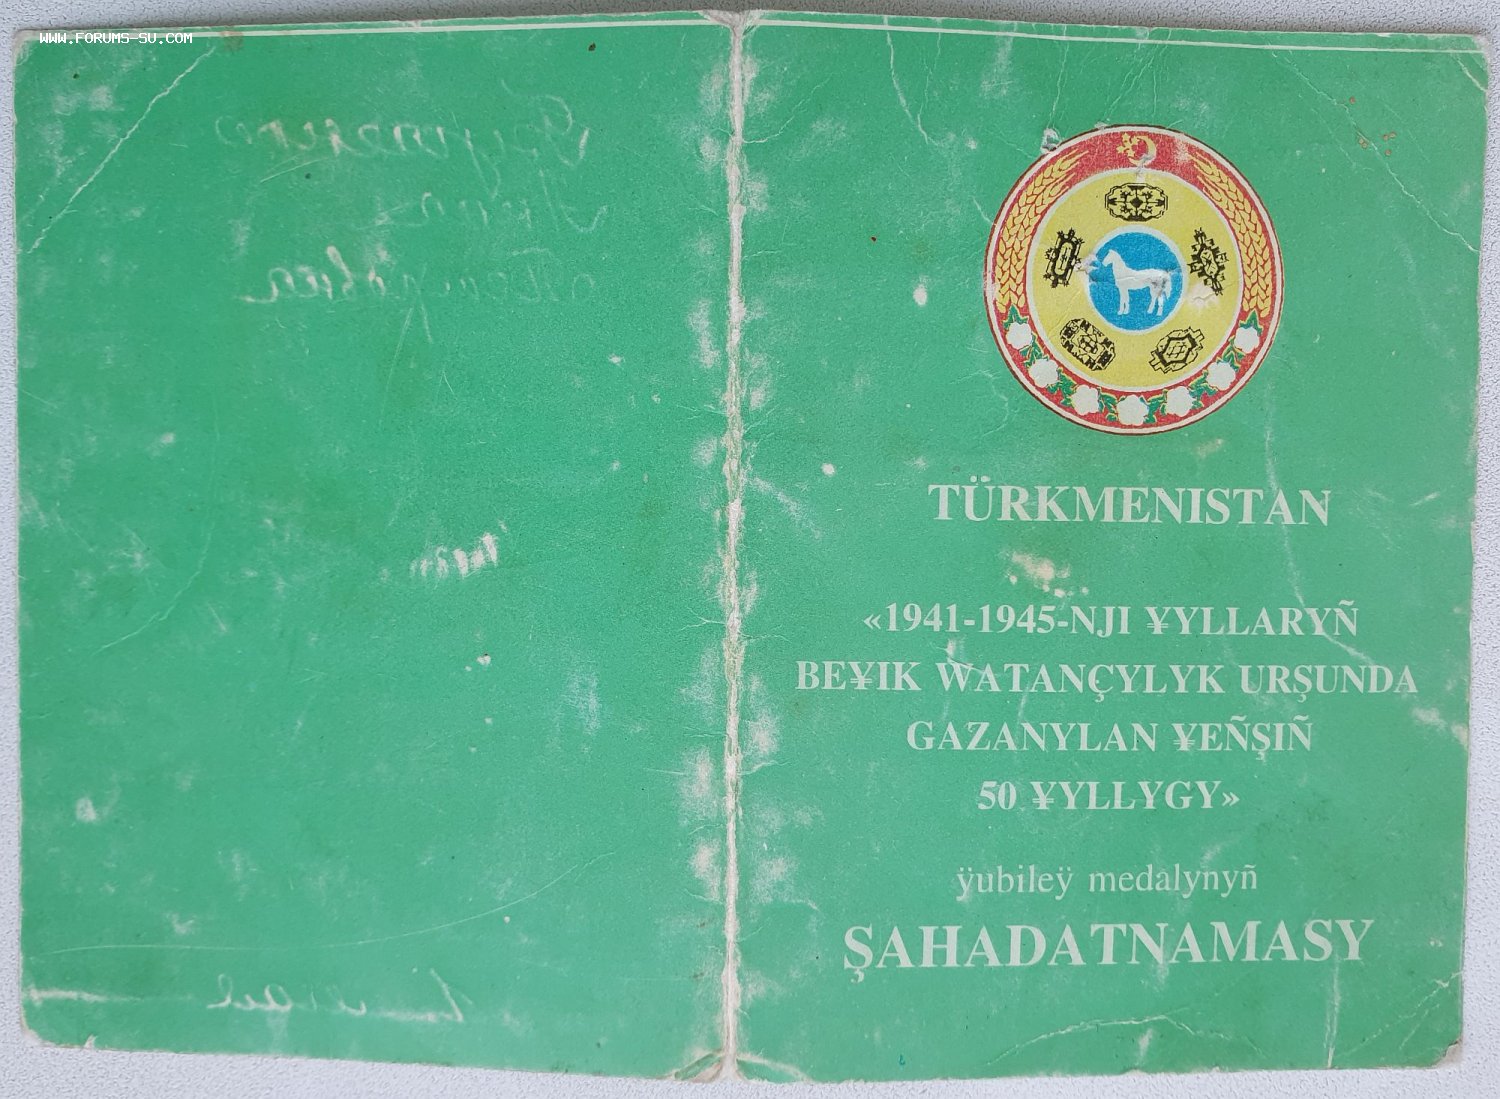 WWW.FORUMS-SU.COM
TÜRKMENISTAN
«1941-1945-NJI ¥YLLARYÑ
BE¥IK WATANÇYLYK URŞUNDA
GAZANYLAN ¥EÑŞIÑ
50 ¥YLLYGY»
ÿubileÿ medalynyñ
ŞAHADATNAMASY